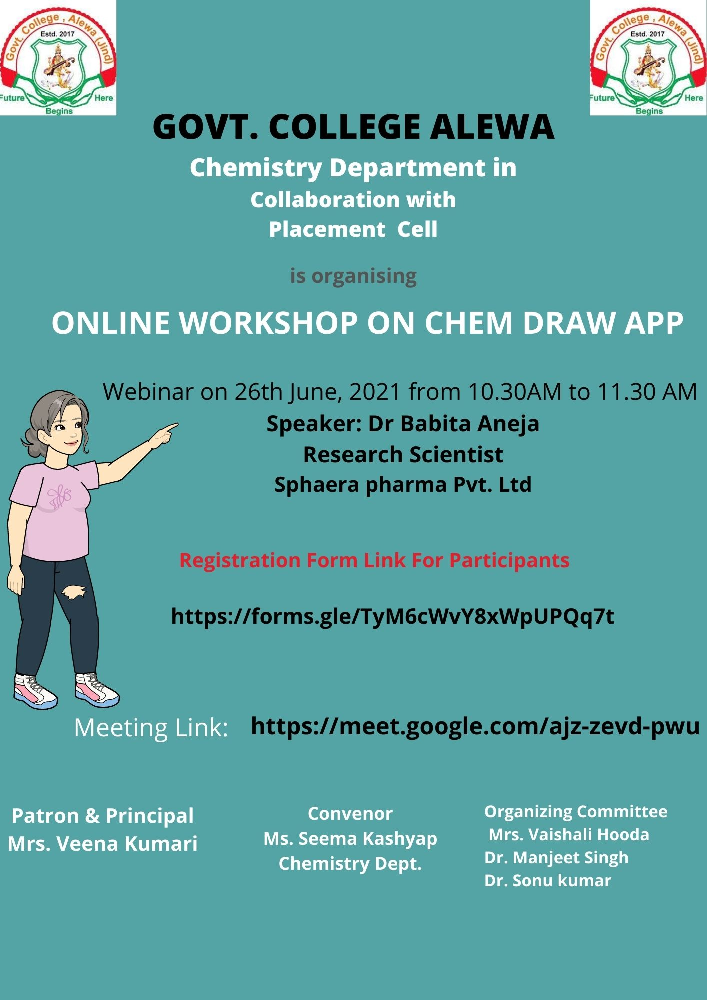 Govt. College , Alewa (Jind)
Estd. 2017
Future Begins Here
Govt. College , Alewa (Jind)
Estd. 2017
Future Begins Here
GOVT. COLLEGE ALEWA
Chemistry Department in
Collaboration with
Placement Cell
is organising
ONLINE WORKSHOP ON CHEM DRAW APP
Webinar on 26th June, 2021 from 10.30AM to 11.30 AM
Speaker: Dr Babita Aneja
Research Scientist
Sphaera pharma Pvt. Ltd
Registration Form Link For Participants
https://forms.gle/TyM6cWvY8xWpUPQq7t
Meeting Link: https://meet.google.com/ajz-zevd-pwu
Patron & Principal
Mrs. Veena Kumari
Convenor
Ms. Seema Kashyap
Chemistry Dept.
Organizing Committee
Mrs. Vaishali Hooda
Dr. Manjeet Singh
Dr. Sonu kumar